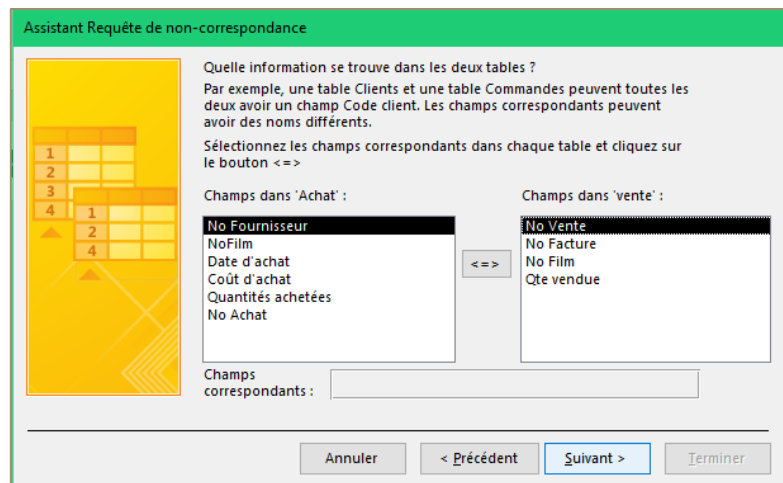 Assistant Requête de non-correspondance
Quelle information se trouve dans les deux tables ?
Par exemple, une table Clients et une table Commandes peuvent toutes les
deux avoir un champ Code client. Les champs correspondants peuvent
avoir des noms différents.
Sélectionnez les champs correspondants dans chaque table et cliquez sur
le bouton <=>
1
2
3
4
1
2
4
Champs dans 'Achat' :
No Fournisseur
NoFilm
Date d'achat
Coût d'achat
Quantités achetées
No Achat
<=>
Champs dans 'vente' :
No Vente
No Facture
No Film
Qte vendue
Champs
correspondants :
Annuler
< Précédent
Suivant >
Terminer